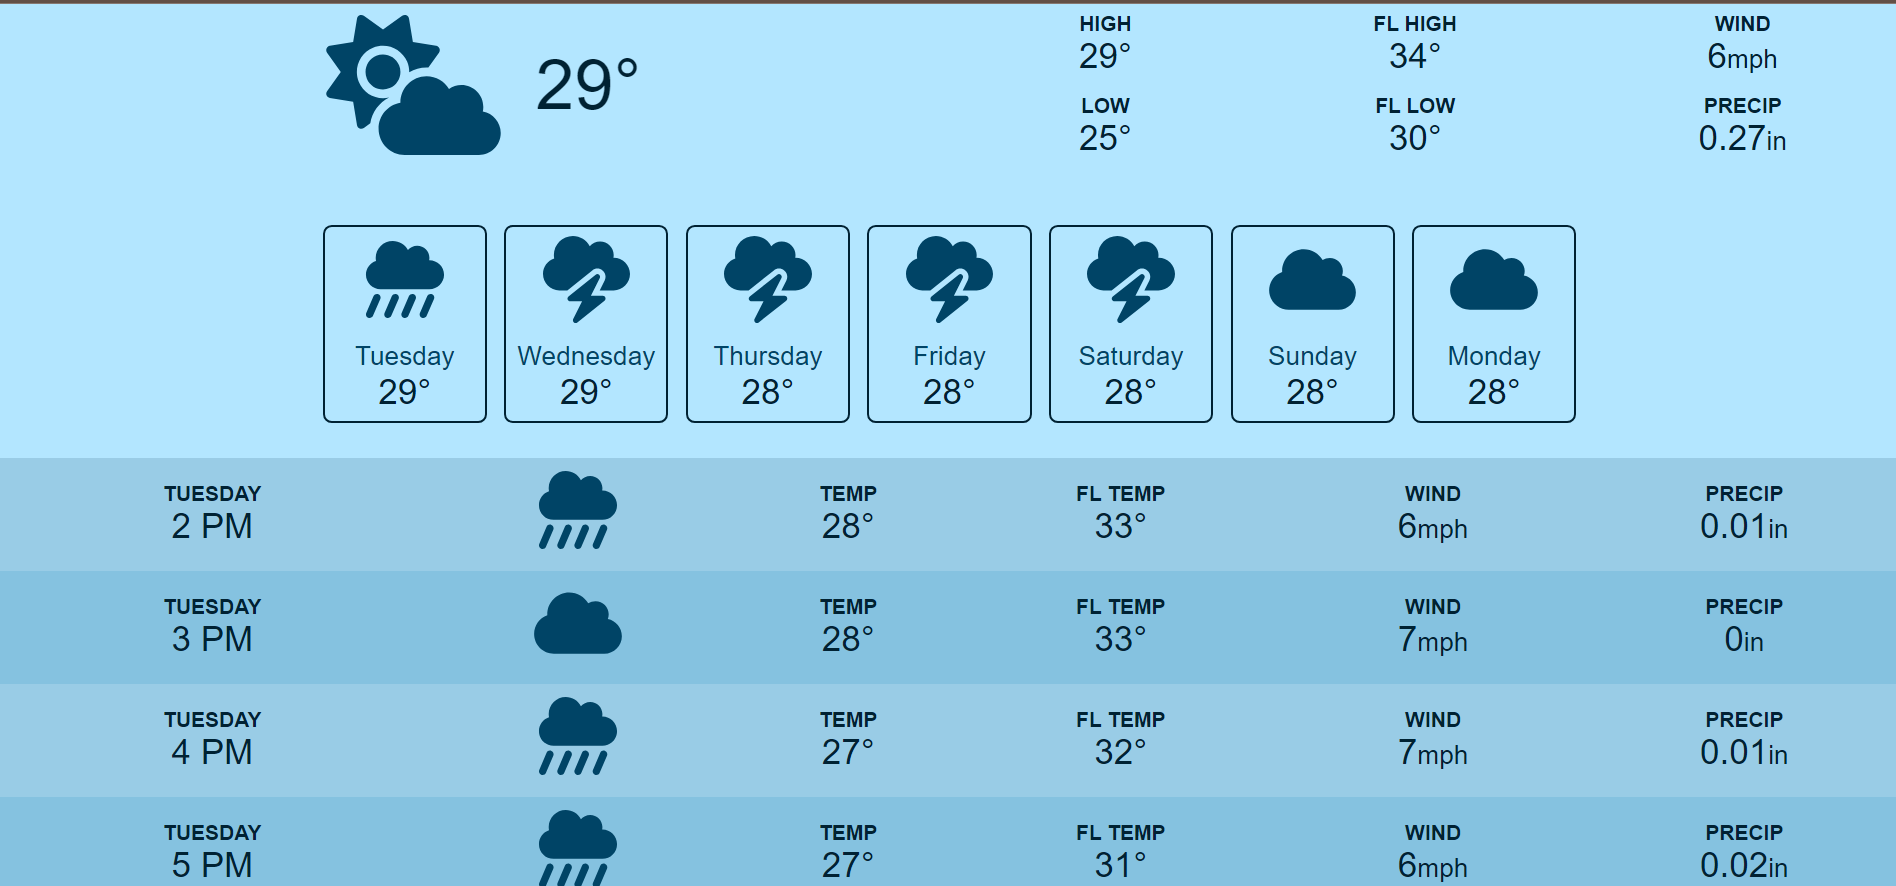 29°
HIGH FL HIGH WIND
29° 34° 6mph
LOW FL LOW PRECIP
25° 30° 0.27in
Tuesday Wednesday Thursday Friday Saturday Sunday Monday
29° 29° 28° 28° 28° 28° 28°
TUESDAY TEMP FL TEMP WIND PRECIP
2 PM 28° 33° 6mph 0.01in
TUESDAY TEMP FL TEMP WIND PRECIP
3 PM 28° 33° 7mph 0in
TUESDAY TEMP FL TEMP WIND PRECIP
4 PM 27° 32° 7mph 0.01in
TUESDAY TEMP FL TEMP WIND PRECIP
5 PM 27° 31° 6mph 0.02in